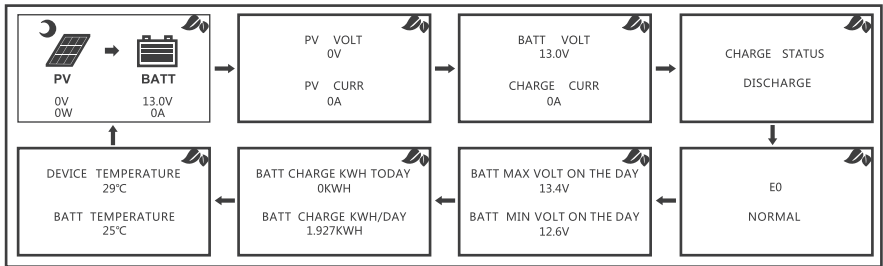 PV BATT
0V 13.0V
0W 0A
PV VOLT
0V
PV CURR
0A
BATT VOLT
13.0V
CHARGE CURR
0A
CHARGE STATUS
DISCHARGE
E0
NORMAL
BATT MAX VOLT ON THE DAY
13.4V
BATT MIN VOLT ON THE DAY
12.6V
BATT CHARGE KWH TODAY
0KWH
BATT CHARGE KWH/DAY
1.927KWH
DEVICE TEMPERATURE
29℃
BATT TEMPERATURE
25℃